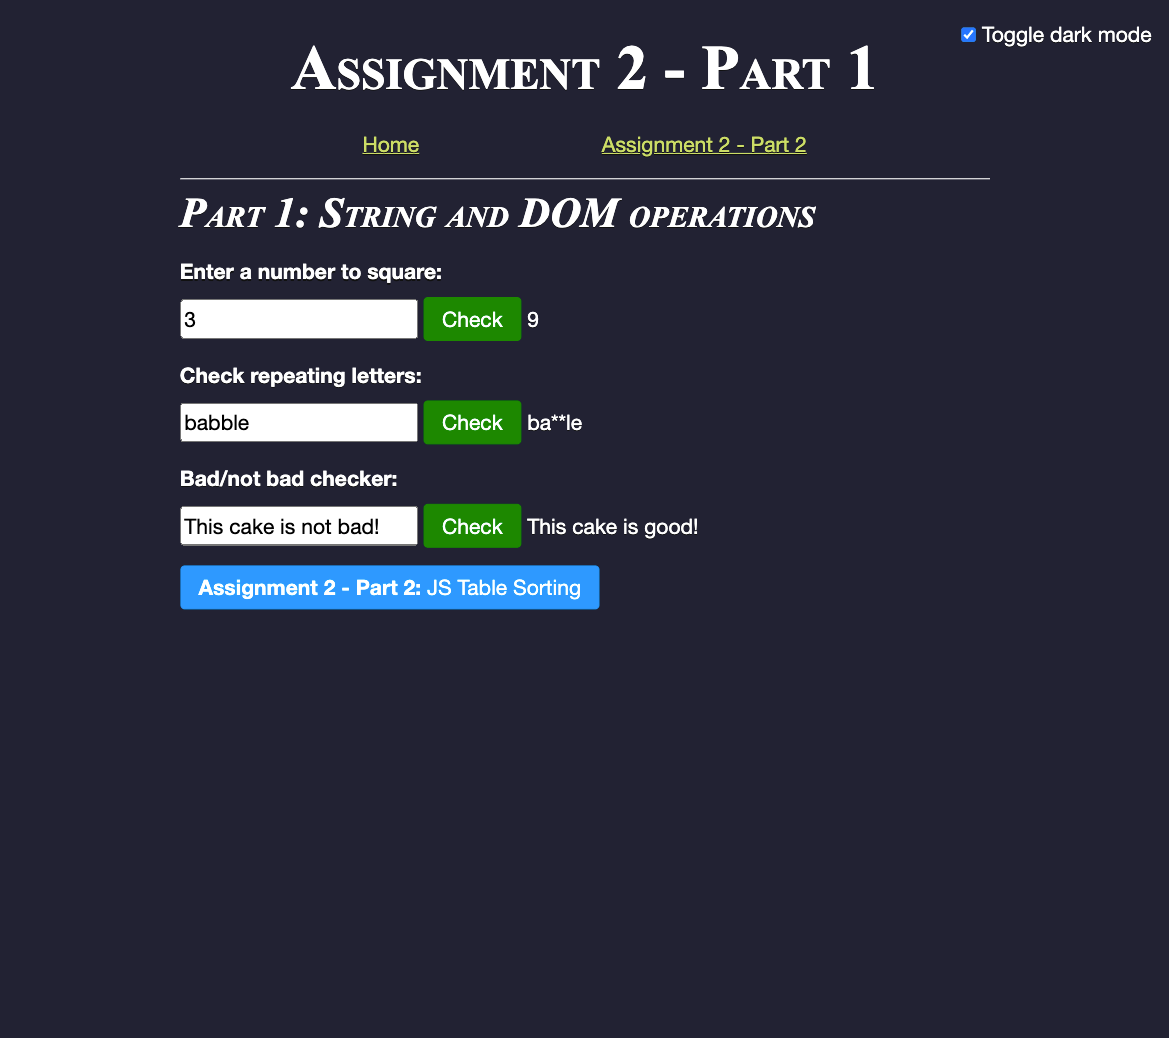 Toggle dark mode
Assignment 2 - Part 1
Home Assignment 2 - Part 2
Part 1: String and DOM operations
Enter a number to square:
3 Check 9
Check repeating letters:
babble Check ba**le
Bad/not bad checker:
This cake is not bad! Check This cake is good!
Assignment 2 - Part 2: JS Table Sorting